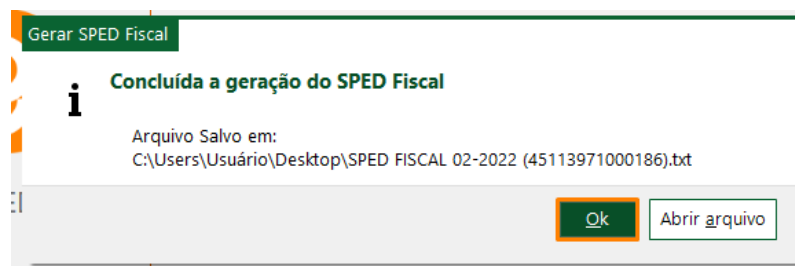 Gerar SPED Fiscal
Concluída a geração do SPED Fiscal
Arquivo Salvo em:
C:\Users\Usuário\Desktop\SPED FISCAL 02-2022 (45113971000186).txt
Ok
Abrir arquivo